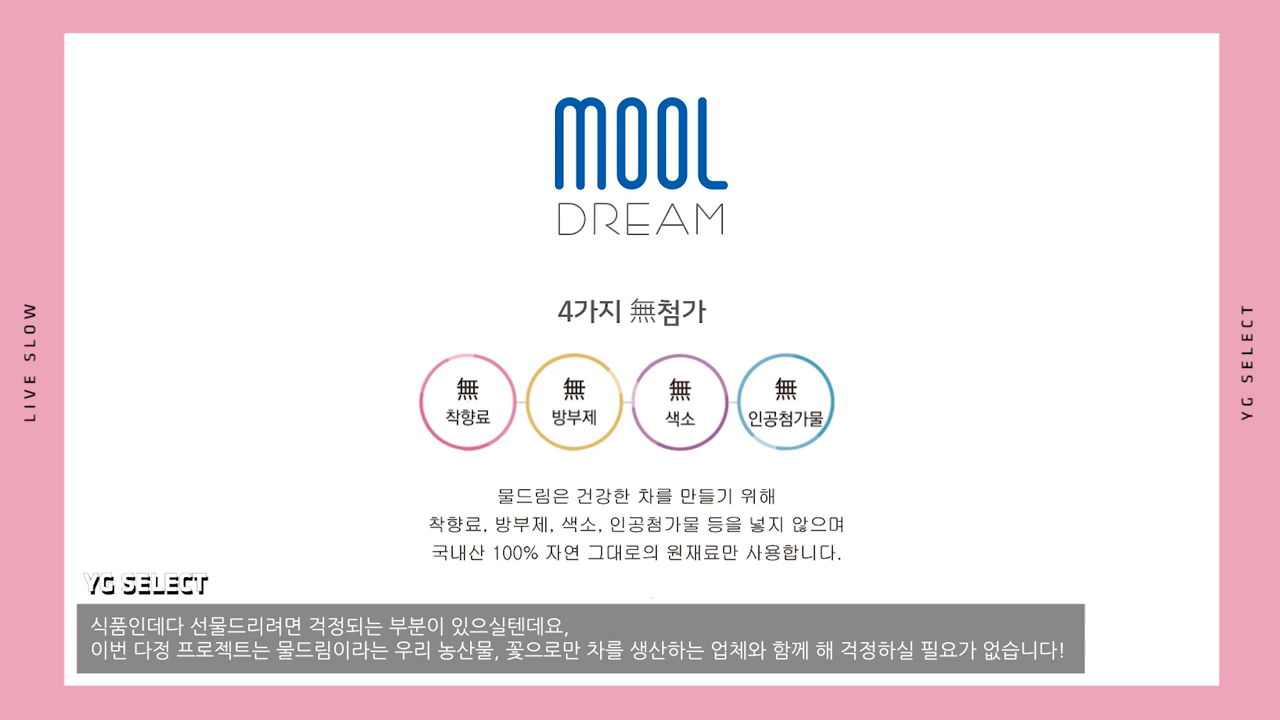 MOOL
DREAM
4가지 無첨가
無
착향료
無
방부제
無
색소
無
인공첨가물
물드림은 건강한 차를 만들기 위해
착향료, 방부제, 색소, 인공첨가물 등을 넣지 않으며
국내산 100% 자연 그대로의 원재료만 사용합니다.
LIVE SLOW
YG SELECT
YG SELECT
식품인데다 선물드리려면 걱정되는 부분이 있으실텐데요,
이번 다정 프로젝트는 물드림이라는 우리 농산물, 꽃으로만 차를 생산하는 업체와 함께 해 걱정하실 필요가 없습니다!